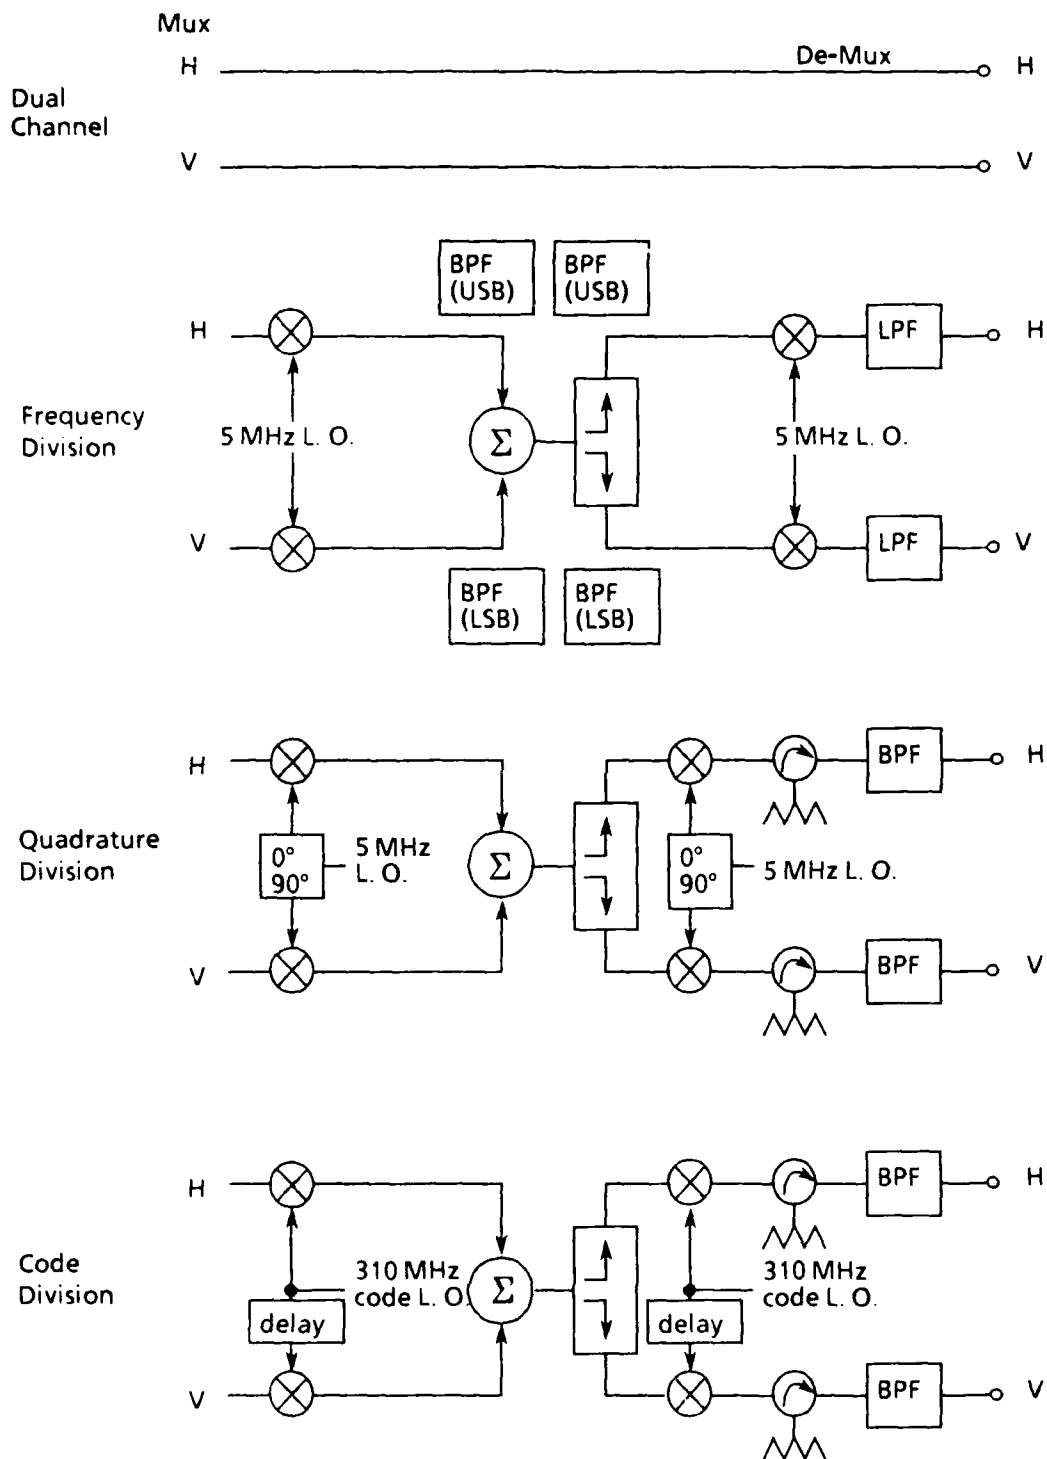 Mux
H
De-Mux
H
Dual
Channel
V
V
BPF
(USB)
BPF
(USB)
H
LPF
H
Frequency
Division
5 MHz L. O.
Σ
5 MHz L. O.
V
LPF
V
BPF
(LSB)
BPF
(LSB)
H
BPF
H
Quadrature
Division
0°
90°
5 MHz
L. O.
Σ
0°
90°
5 MHz L. O.
V
BPF
V
H
BPF
H
Code
Division
310 MHz
code L. O.
delay
Σ
310 MHz
code L. O.
delay
V
BPF
V